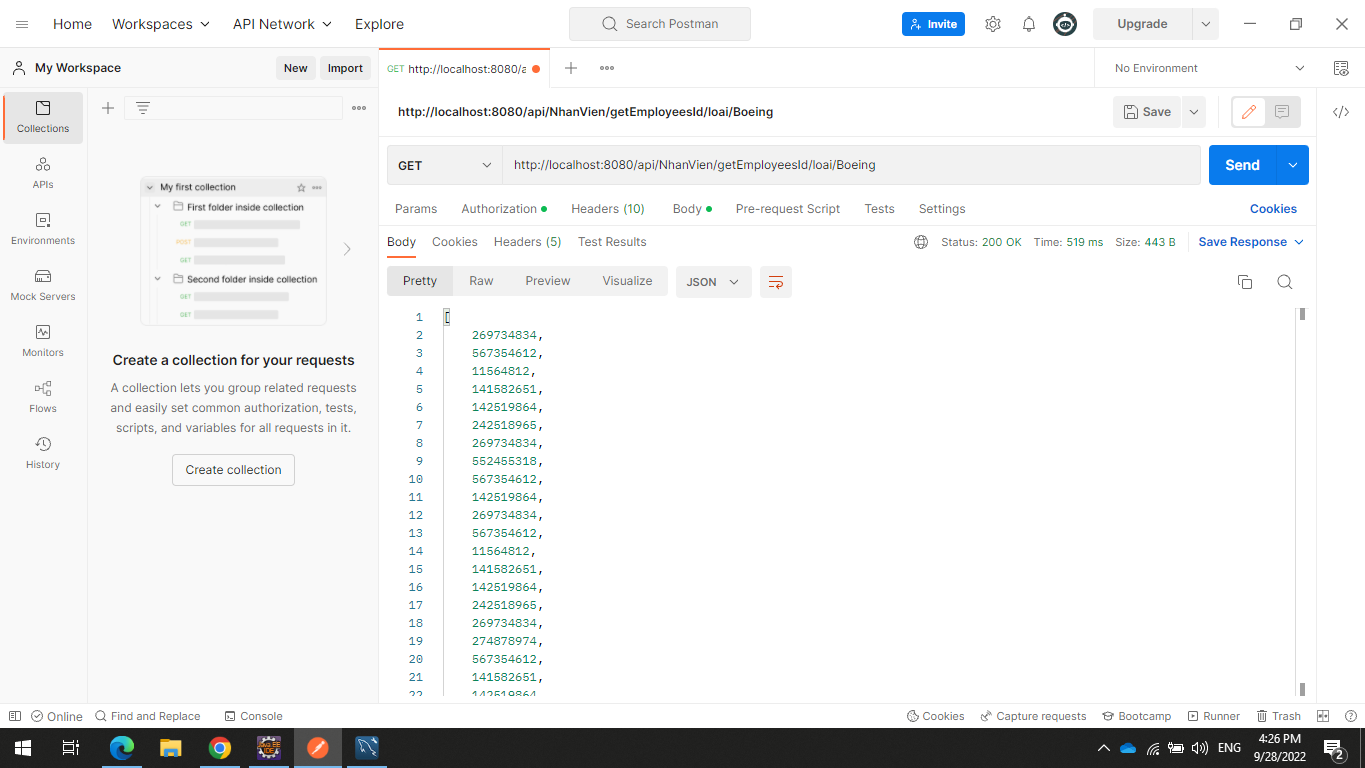 Home Workspaces API Network Explore Search Postman Invite Upgrade
My Workspace New Import GET http://localhost:8080/a No Environment
Collections
APIs
Environments
Mock Servers
Monitors
Flows
History
My first collection
First folder inside collection
GET
POST
GET
Second folder inside collection
GET
GET
Create a collection for your requests
A collection lets you group related requests
and easily set common authorization, tests,
scripts, and variables for all requests in it.
Create collection
http://localhost:8080/api/NhanVien/getEmployeesId/loai/Boeing Save
GET http://localhost:8080/api/NhanVien/getEmployeesId/loai/Boeing Send
Params Authorization Headers (10) Body Pre-request Script Tests Settings Cookies
Body Cookies Headers (5) Test Results Status: 200 OK Time: 519 ms Size: 443 B Save Response
Pretty Raw Preview Visualize JSON
1 [
2 269734834,
3 567354612,
4 11564812,
5 141582651,
6 142519864,
7 242518965,
8 269734834,
9 552455318,
10 567354612,
11 142519864,
12 269734834,
13 567354612,
14 11564812,
15 141582651,
16 142519864,
17 242518965,
18 269734834,
19 274878974,
20 567354612,
21 141582651,
22 142519864
Online Find and Replace Console Cookies Capture requests Bootcamp Runner Trash
ENG 4:26 PM
9/28/2022 2